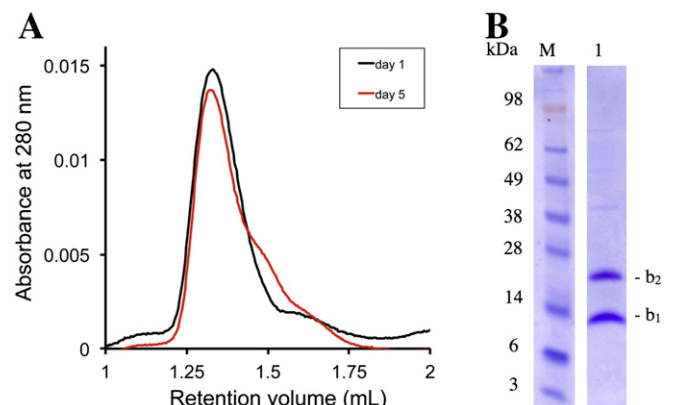 A
Absorbance at 280 nm
0.015
0.01
0.005
0
1
1.25
1.5
1.75
2
Retention volume (mL)
day 1
day 5
B
kDa M 1
98
62
49
38
28
14
6
3
- b₂
- b₁